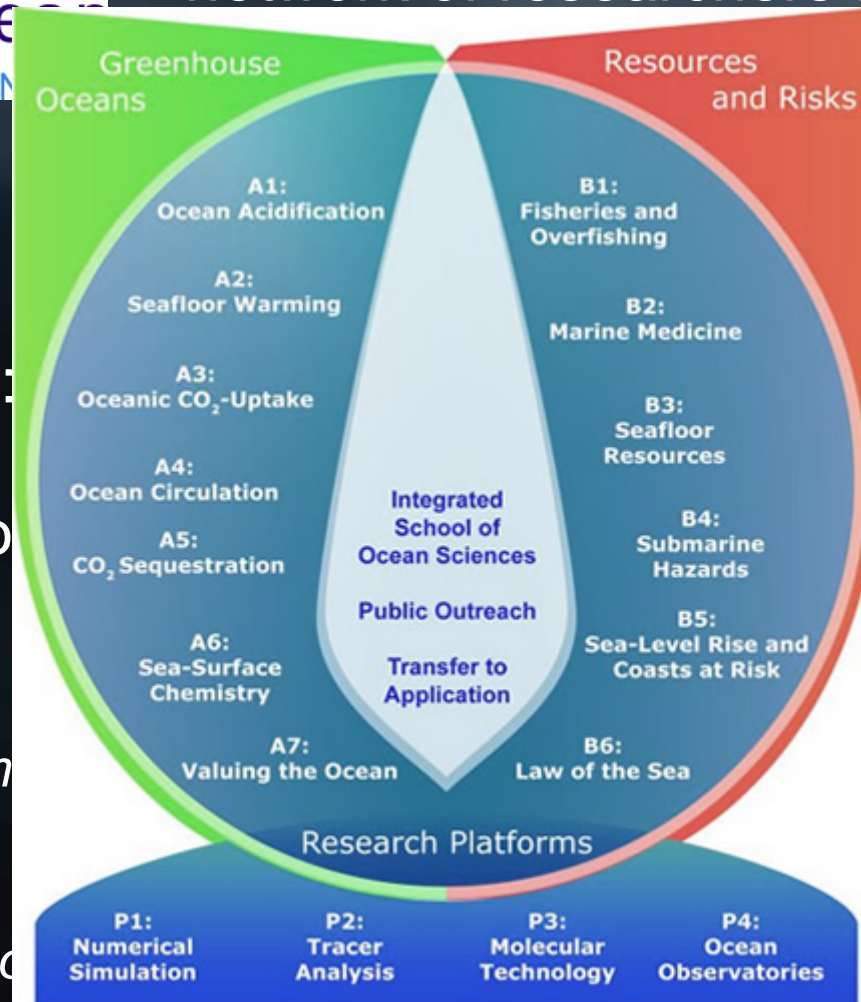 Greenhouse
Oceans
Resources
and Risks
A1:
Ocean Acidification
A2:
Seafloor Warming
A3:
Oceanic CO₂-Uptake
A4:
Ocean Circulation
A5:
CO₂ Sequestration
A6:
Sea-Surface
Chemistry
A7:
Valuing the Ocean
Integrated
School of
Ocean Sciences
Public Outreach
Transfer to
Application
B1:
Fisheries and
Overfishing
B2:
Marine Medicine
B3:
Seafloor
Resources
B4:
Submarine
Hazards
B5:
Sea-Level Rise and
Coasts at Risk
B6:
Law of the Sea
Research Platforms
P1:
Numerical
Simulation
P2:
Tracer
Analysis
P3:
Molecular
Technology
P4:
Ocean
Observatories